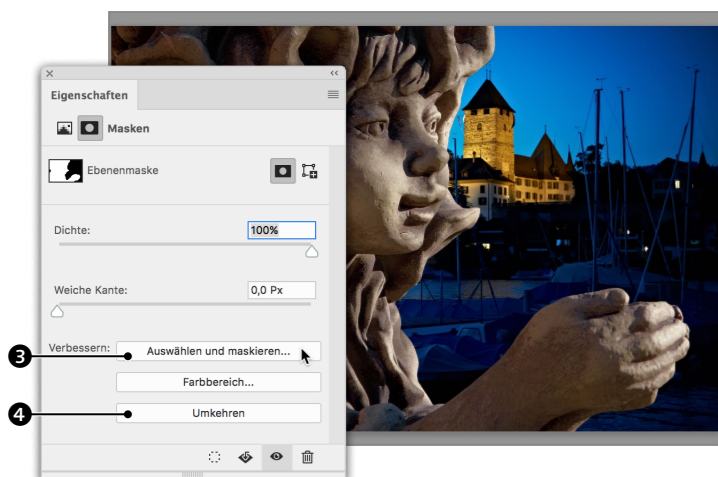 Eigenschaften
Masken
Ebenenmaske
Dichte: 100%
Weiche Kante: 0,0 Px
3 Verbessern: Auswählen und maskieren...
Farbbereich...
4 Umkehren